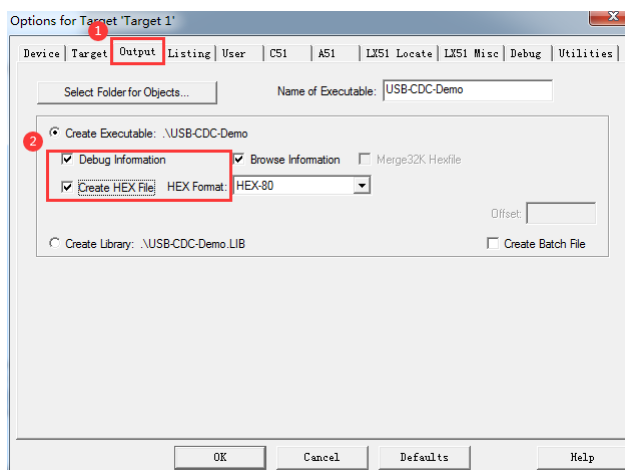 Options for Target 'Target 1'
1
Device Target Output Listing User C51 A51 LX51 Locate LX51 Misc Debug Utilities
Select Folder for Objects... Name of Executable: USB-CDC-Demo
Create Executable: .\USB-CDC-Demo
2
Debug Information Browse Information Merge32K Hexfile
Create HEX File HEX Format: HEX-80
Offset:
Create Library: .\USB-CDC-Demo.LIB Create Batch File
OK Cancel Defaults Help